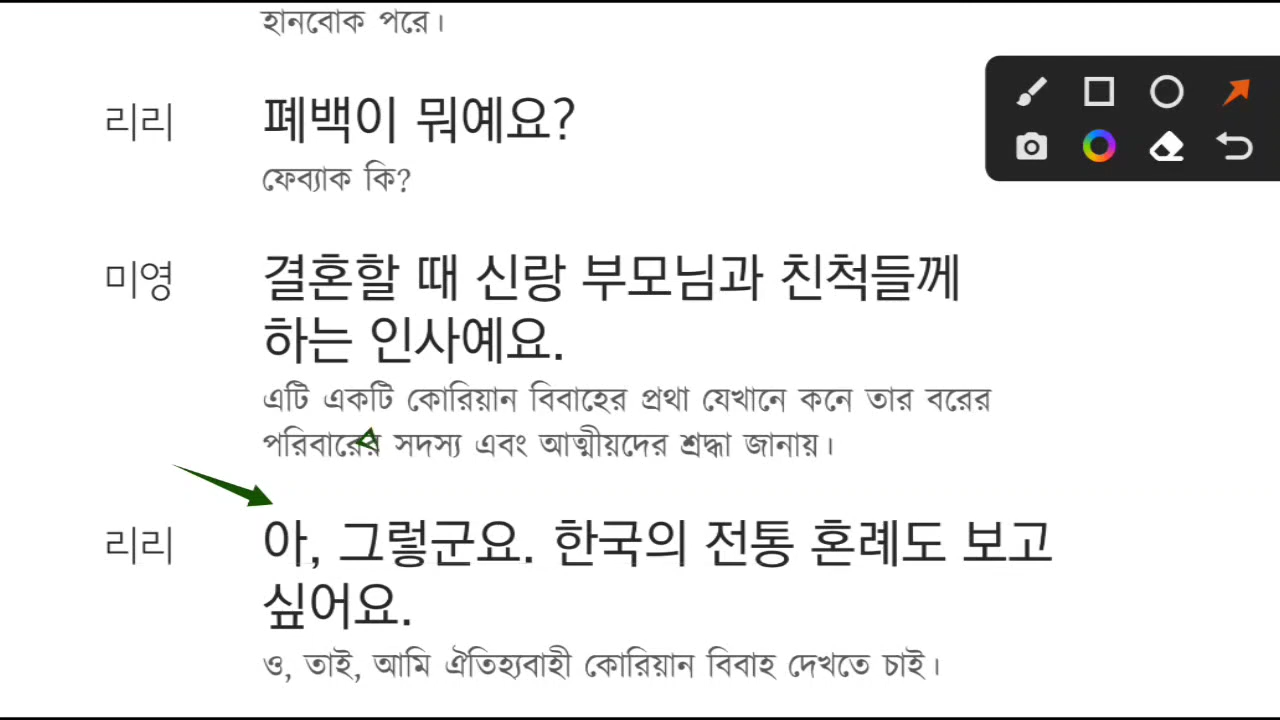 হানবোক পরে।
리리 폐백이 뭐예요?
ফেব্যাক কি?
미영 결혼할 때 신랑 부모님과 친척들께
하는 인사예요.
এটি একটি কোরিয়ান বিবাহের প্রথা যেখানে কনে তার বরের
পরিবারের সদস্য এবং আত্মীয়দের শ্রদ্ধা জানায়।
리리 아, 그렇군요. 한국의 전통 혼례도 보고
싶어요.
ও, তাই, আমি ঐতিহ্যবাহী কোরিয়ান বিবাহ দেখতে চাই।